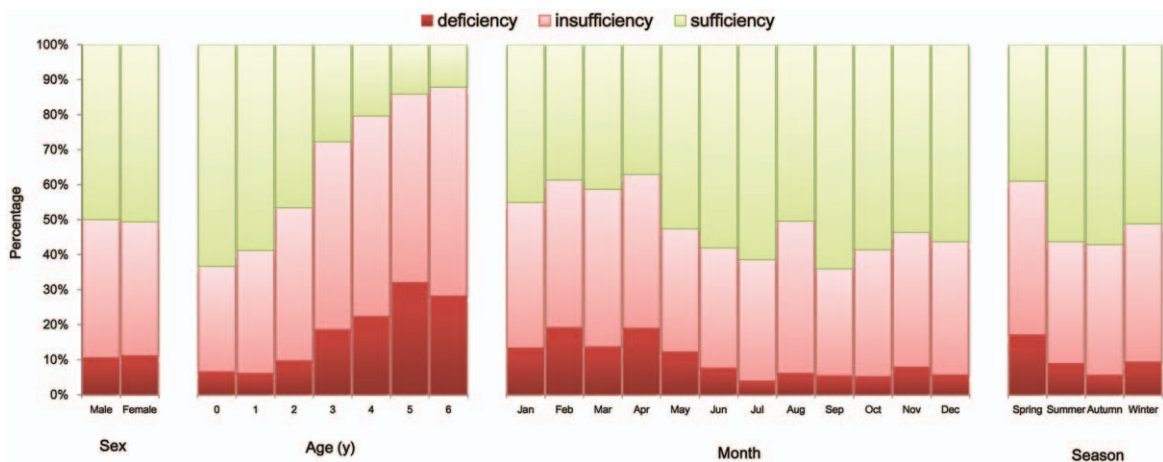 deficiency insufficiency sufficiency
Percentage
100%
90%
80%
70%
60%
50%
40%
30%
20%
10%
0%
Male Female
0 1 2 3 4 5 6
Jan Feb Mar Apr May Jun Jul Aug Sep Oct Nov Dec
Spring Summer Autumn Winter
Sex
Age (y)
Month
Season